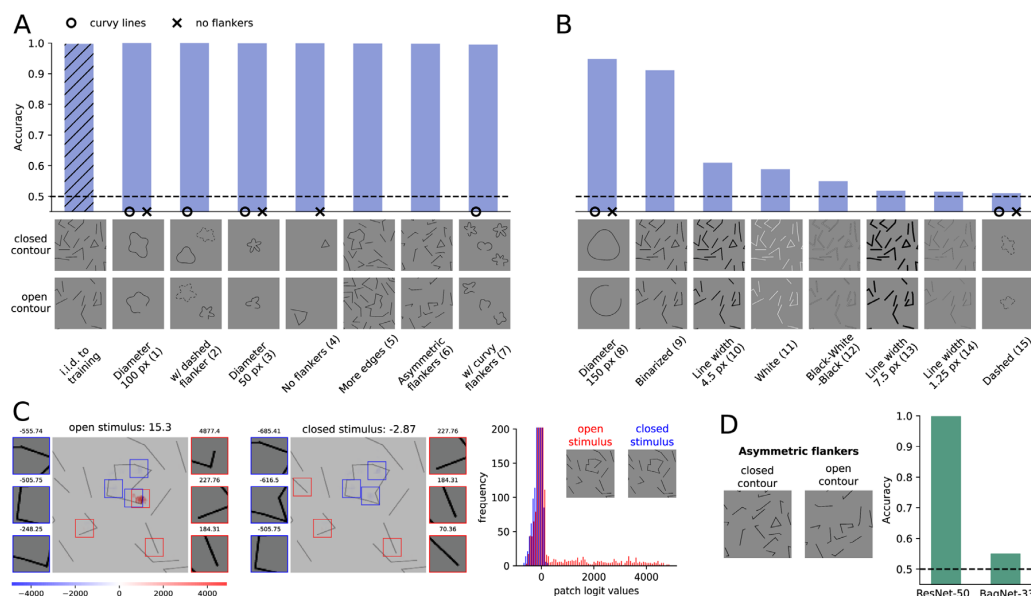 A
curvy lines
no flankers
1.0
0.9
0.8
0.7
0.6
0.5
Accuracy
closed
contour
open
contour
i.i.d. to
training
Diameter
100 px (1)
w/ dashed
flanker (2)
Diameter
50 px (3)
No flankers (4)
More edges (5)
Asymmetric
flankers (6)
w/ curvy
flankers (7)
B
Diameter
150 px (8)
Binarized (9)
Line width
4.5 px (10)
White (11)
Black-White
-Black (12)
Line width
7.5 px (13)
Line width
1.25 px (14)
Dashed (15)
C
open stimulus: 15.3
-555.74
-505.75
-248.25
4877.4
227.76
184.31
−4000 −2000 0 2000 4000
closed stimulus: -2.87
-685.41
-616.5
-505.75
227.76
184.31
70.36
200
150
100
50
0
frequency
open
stimulus
closed
stimulus
0 2000 4000
patch logit values
D
Asymmetric flankers
closed
contour
open
contour
1.0
0.9
0.8
0.7
0.6
0.5
Accuracy
ResNet-50
BagNet-33